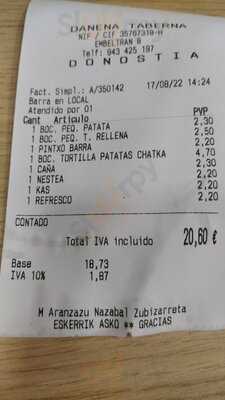 DANENA TABERNA
NIF / CIF 35767319-H
EMBELTRAN 8
Telf: 943 425 197
DONOSTIA
Fact. Simpl.: A/350142 17/08/22 14:24
Barra en LOCAL
Atendido por 01
Cant Artículo PVP
1 BOC. PEQ. PATATA 2,30
1 BOC. PEQ. T. RELLENA 2,50
1 PINTXO BARRA 2,20
1 BOC. TORTILLA PATATAS CHATKA 4,70
1 CAÑA 2,30
1 NESTEA 2,20
1 KAS 2,20
1 REFRESCO 2,20
CONTADO
Total IVA incluido 20,60 €
Base 18,73
IVA 10% 1,87
M Aranzazu Nazabal Zubizarreta
ESKERRIK ASKO ** GRACIAS